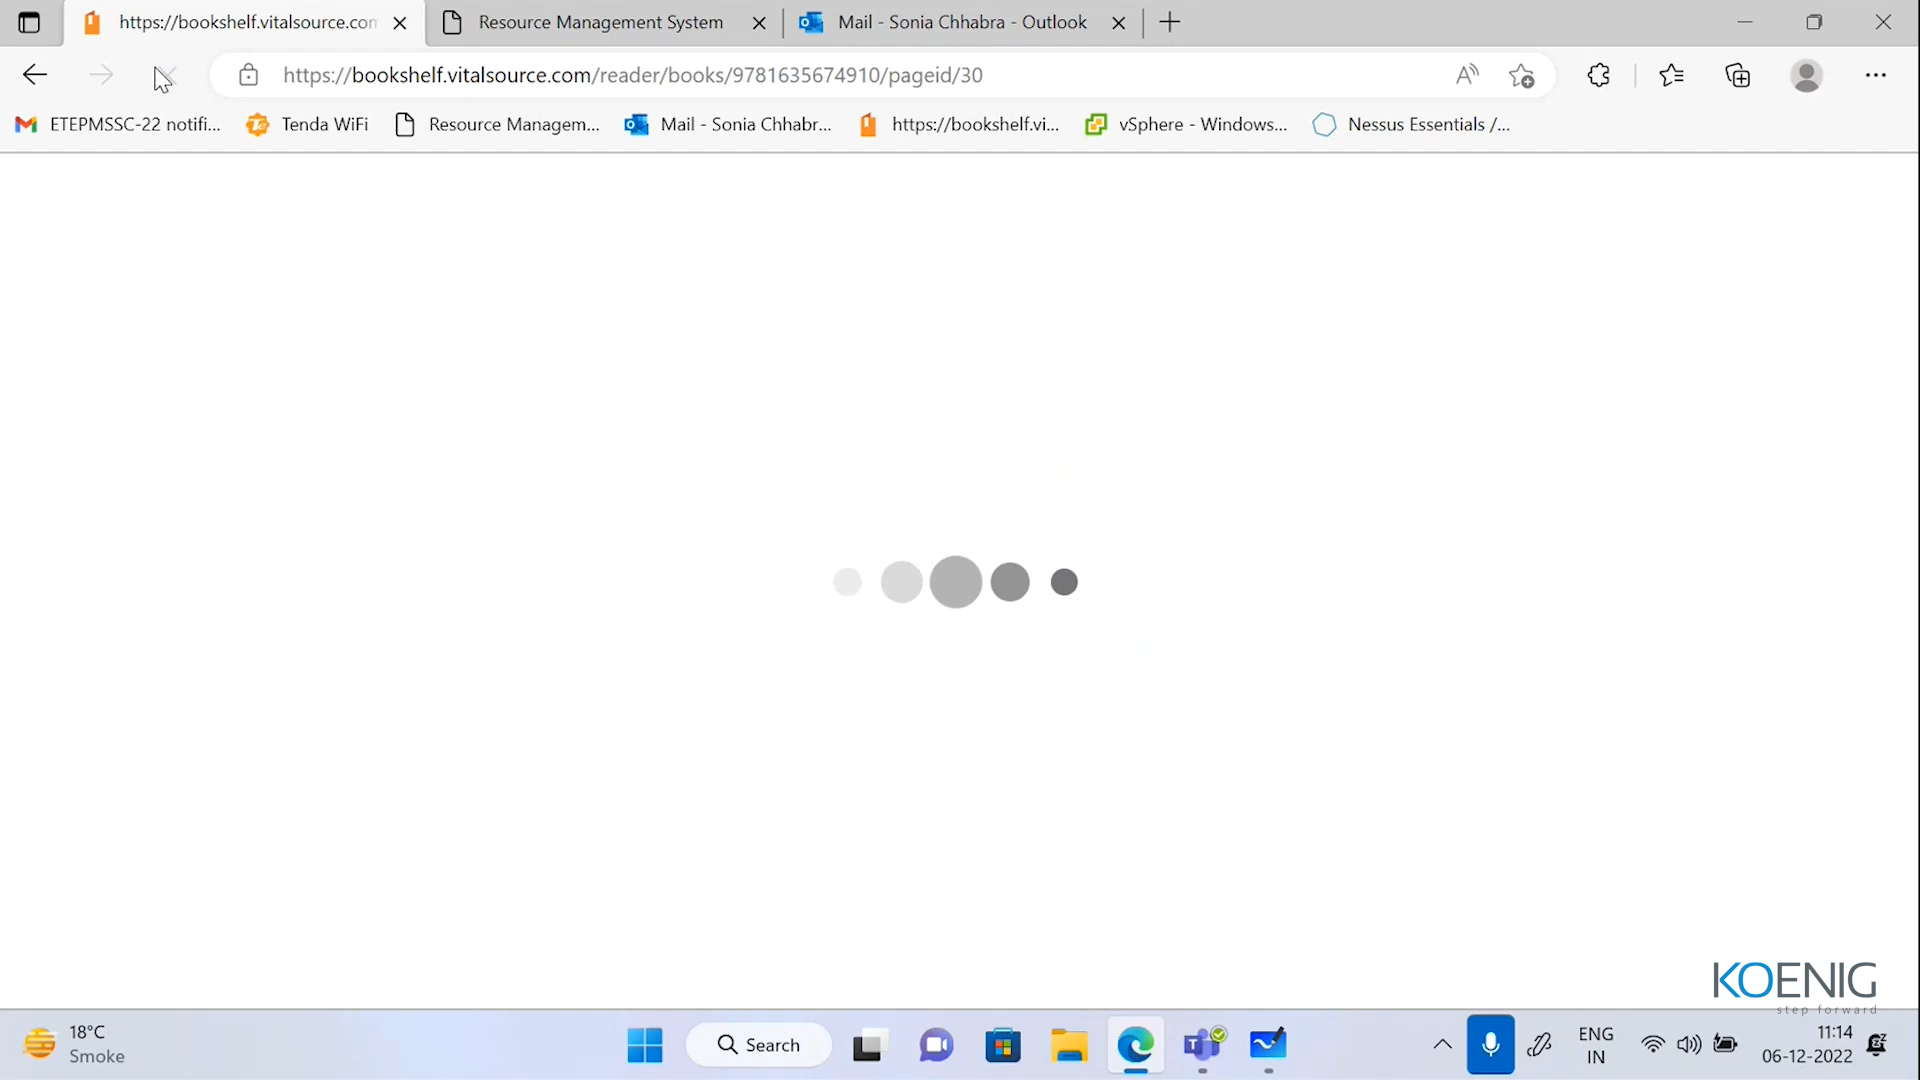 https://bookshelf.vitalsource.com
Resource Management System
Mail - Sonia Chhabra - Outlook
https://bookshelf.vitalsource.com/reader/books/9781635674910/pageid/30
ETEPMSSC-22 notifi...
Tenda WiFi
Resource Managem...
Mail - Sonia Chhabr...
https://bookshelf.vi...
vSphere - Windows...
Nessus Essentials /...
KOENIG
step forward
18°C
Smoke
Search
ENG
IN
11:14
06-12-2022